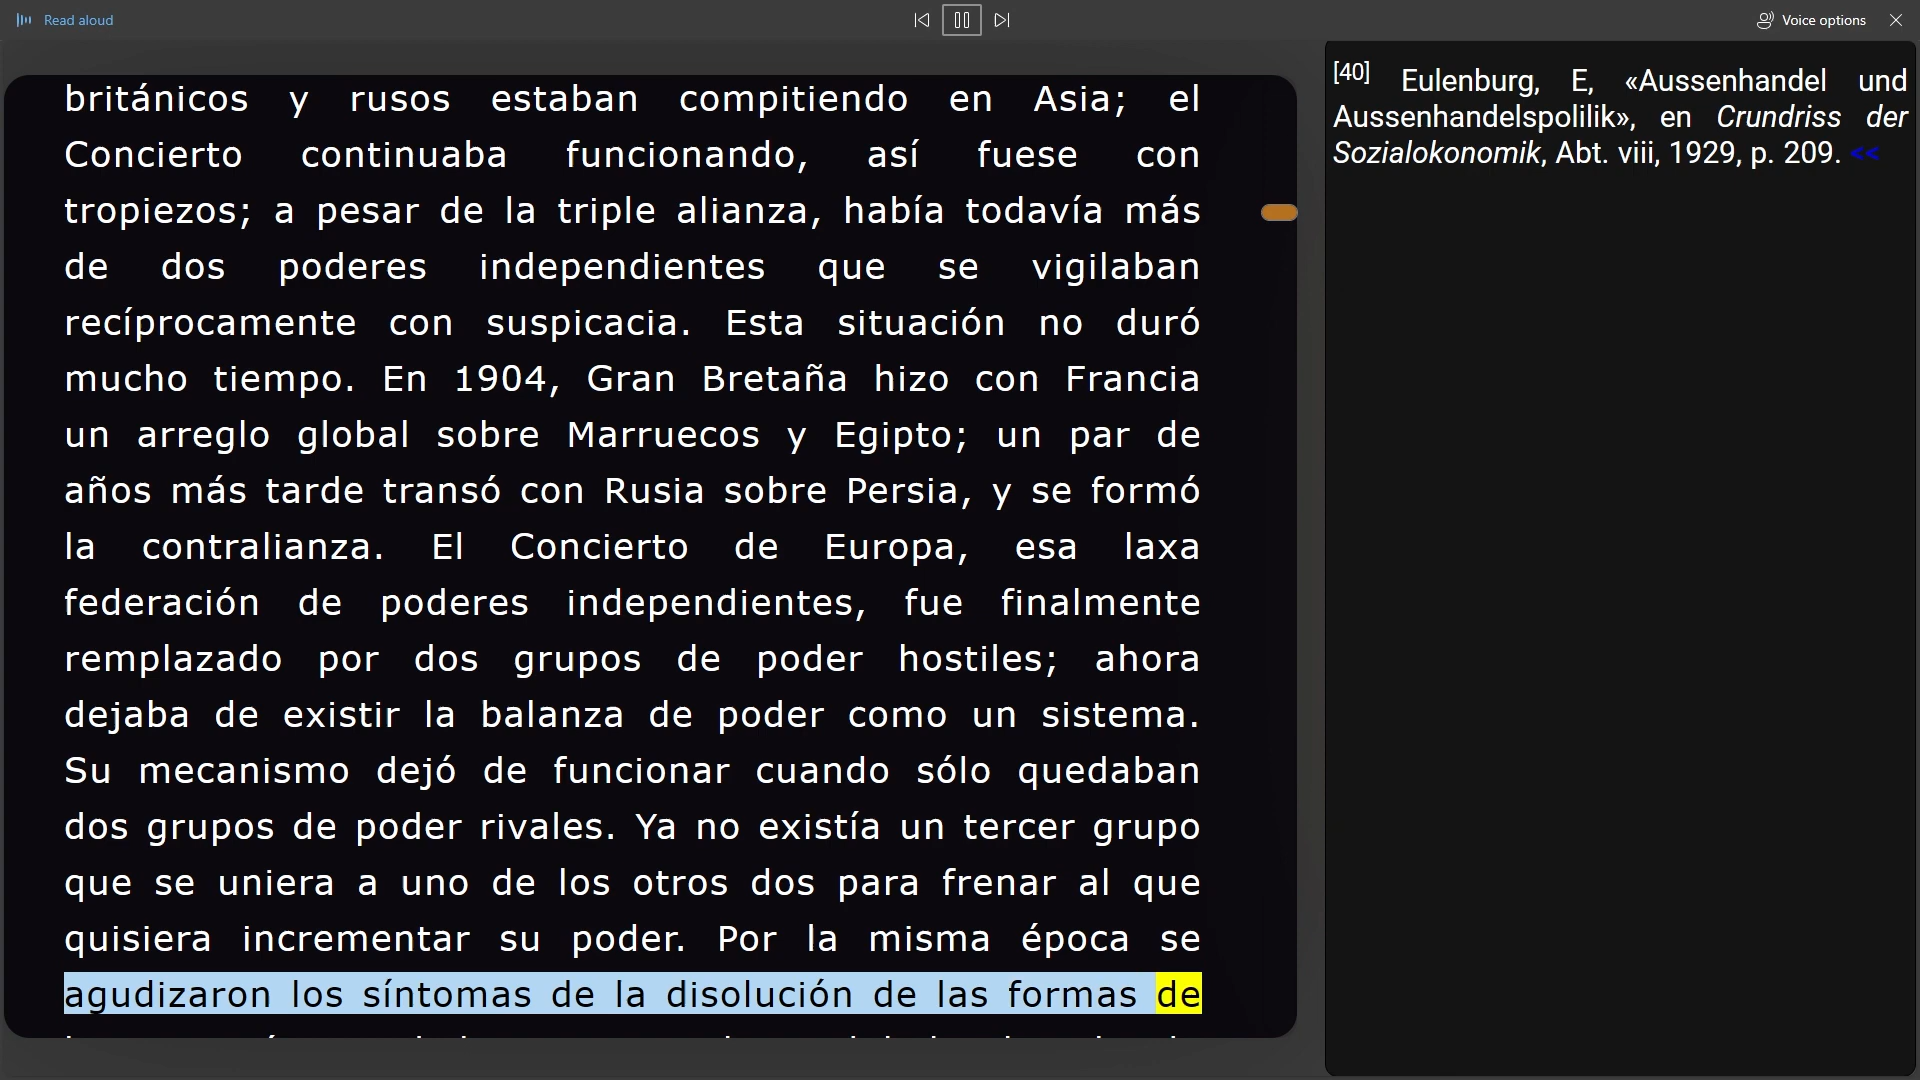 Read aloud
Voice options
británicos y rusos estaban compitiendo en Asia; el
Concierto continuaba funcionando, así fuese con
tropiezos; a pesar de la triple alianza, había todavía más
de dos poderes independientes que se vigilaban
recíprocamente con suspicacia. Esta situación no duró
mucho tiempo. En 1904, Gran Bretaña hizo con Francia
un arreglo global sobre Marruecos y Egipto; un par de
años más tarde transó con Rusia sobre Persia, y se formó
la contralianza. El Concierto de Europa, esa laxa
federación de poderes independientes, fue finalmente
remplazado por dos grupos de poder hostiles; ahora
dejaba de existir la balanza de poder como un sistema.
Su mecanismo dejó de funcionar cuando sólo quedaban
dos grupos de poder rivales. Ya no existía un tercer grupo
que se uniera a uno de los otros dos para frenar al que
quisiera incrementar su poder. Por la misma época se
agudizaron los síntomas de la disolución de las formas de
[40] Eulenburg, E, «Aussenhandel und
Aussenhandelspolilik», en Crundriss der
Sozialokonomik, Abt. viii, 1929, p. 209. <<